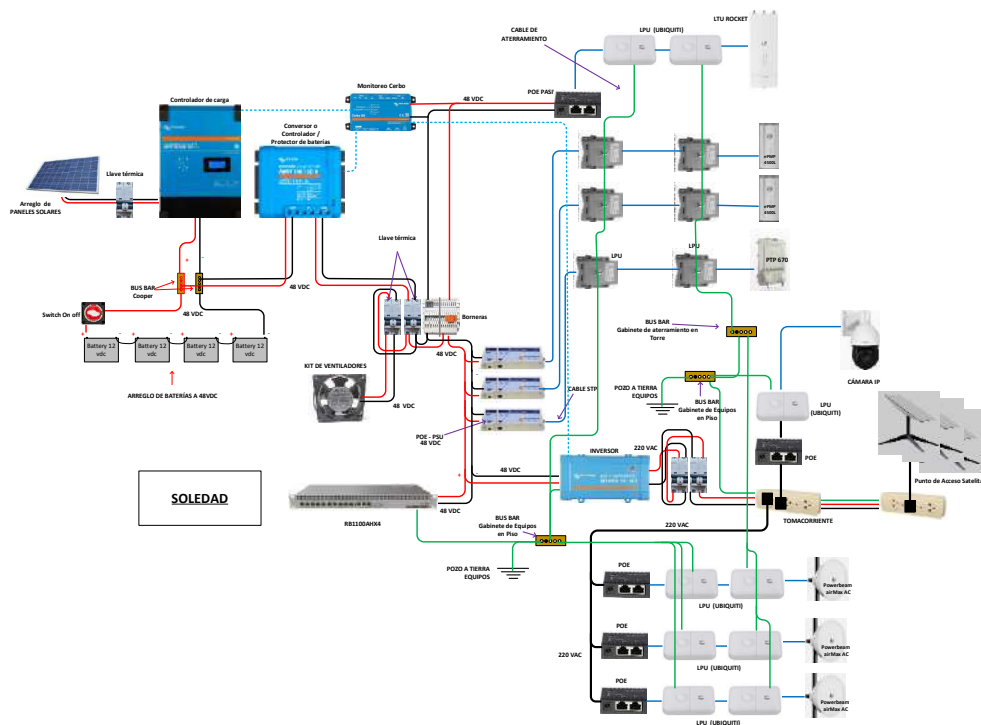 LTU ROCKET
LPU (UBIQUITI)
CABLE DE
ATERRAMIENTO
Monitoreo Cerbo
POE PASI
48 VDC
Controlador de carga
Conversor o
Controlador /
Protector de baterías
ePMP
4500L
ePMP
4500L
Llave térmica
Arreglo de
PANELES SOLARES
Llave térmica
LPU
LPU
PTP 670
BUS BAR
Cooper
48 VDC
Switch On off
48 VDC
Borneras
48 VDC
BUS BAR
Gabinete de aterramiento en
Torre
Battery 12
vdc
Battery 12
vdc
Battery 12
vdc
Battery 12
vdc
ARREGLO DE BATERÍAS A 48VDC
KIT DE VENTILADORES
48 VDC
CABLE STP
POE - PSU
48 VDC
POZO A TIERRA
EQUIPOS
BUS BAR
Gabinete de Equipos
en Piso
CÁMARA IP
LPU
(UBIQUITI)
POE
Punto de Acceso Satelita
INVERSOR
220 VAC
48 VDC
48 VDC
SOLEDAD
RB1100AHX4
TOMACORRIENTE
BUS BAR
Gabinete de Equipos
en Piso
220 VAC
POZO A TIERRA
EQUIPOS
POE
LPU (UBIQUITI)
Powerbeam
airMax AC
POE
220 VAC
LPU (UBIQUITI)
Powerbeam
airMax AC
POE
LPU (UBIQUITI)
Powerbeam
airMax AC